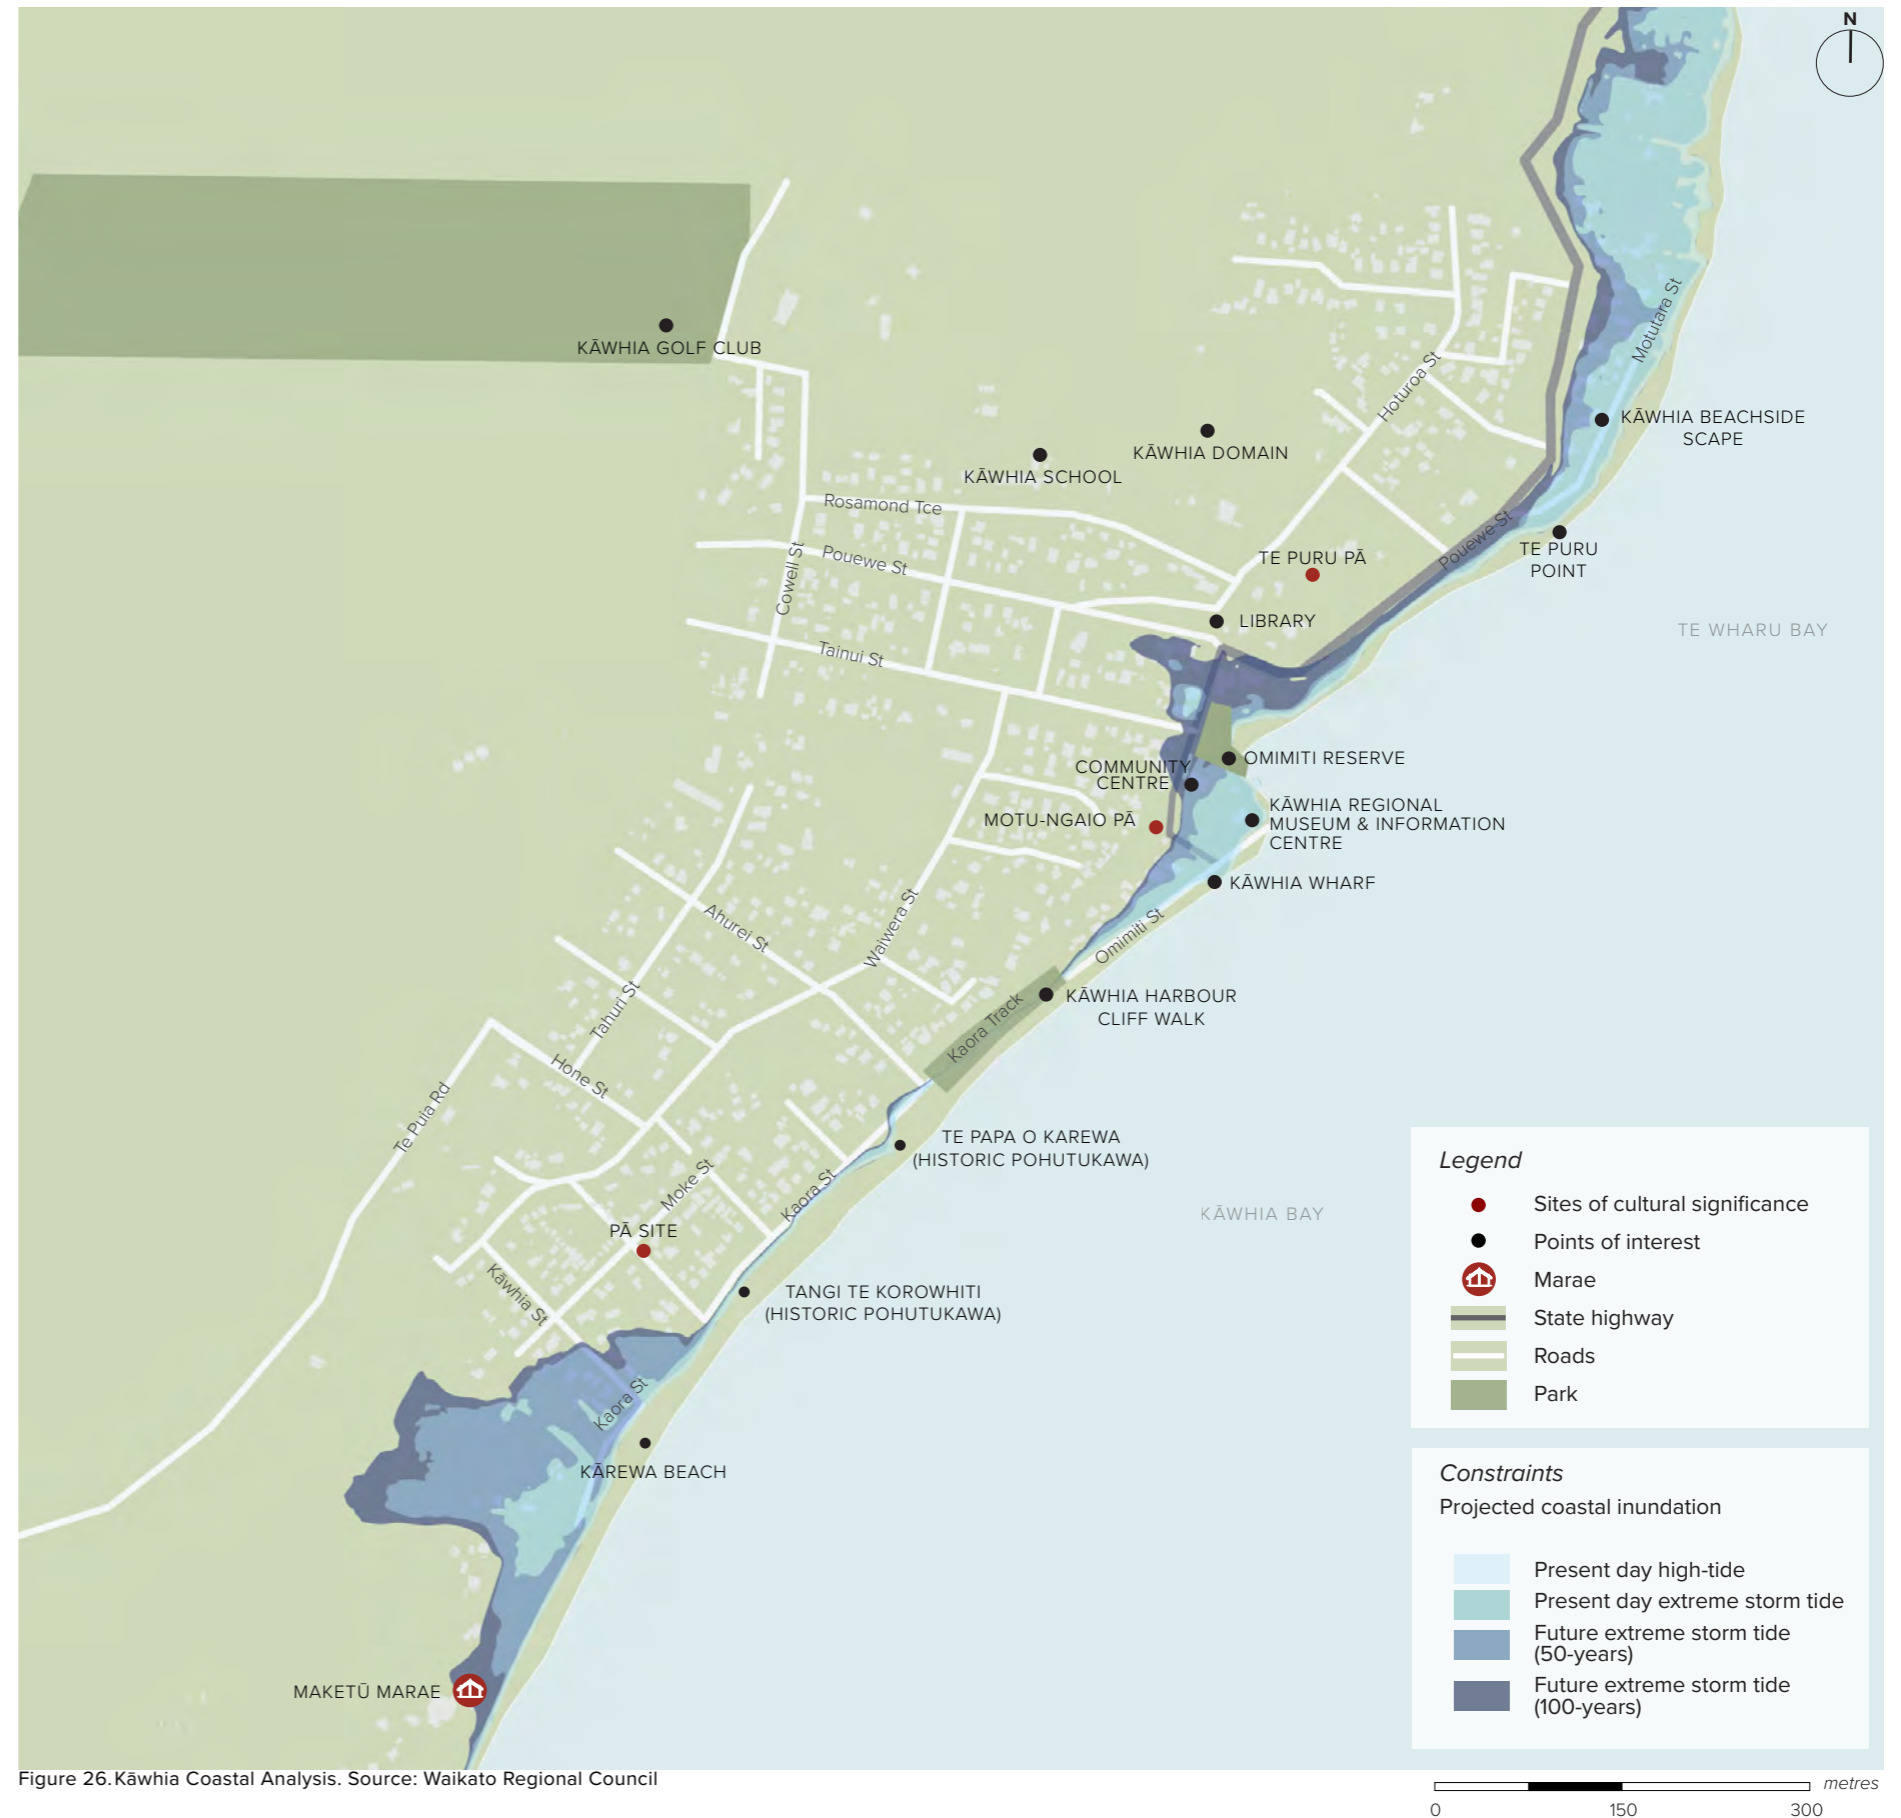 N
KĀWHIA GOLF CLUB
KĀWHIA SCHOOL
KĀWHIA DOMAIN
Hoturoa St
Motutara St
KĀWHIA BEACHSIDE
SCAPE
Rosamond Tce
Pouewe St
Cowell St
Tainui St
TE PURU PĀ
LIBRARY
Pouewe St
TE PURU
POINT
TE WHARU BAY
OMIMITI RESERVE
COMMUNITY
CENTRE
MOTU-NGAIO PĀ
KĀWHIA REGIONAL
MUSEUM & INFORMATION
CENTRE
KĀWHIA WHARF
Omimiti St
Waiwera St
Ahurei St
Tahuri St
Hone St
Te Puia Rd
Kaora Track
KĀWHIA HARBOUR
CLIFF WALK
TE PAPA O KAREWA
(HISTORIC POHUTUKAWA)
KĀWHIA BAY
Moke St
Kaora St
PĀ SITE
Kāwhia St
TANGI TE KOROWHITI
(HISTORIC POHUTUKAWA)
Kaora St
KĀREWA BEACH
MAKETŪ MARAE
Legend
Sites of cultural significance
Points of interest
Marae
State highway
Roads
Park
Constraints
Projected coastal inundation
Present day high-tide
Present day extreme storm tide
Future extreme storm tide
(50-years)
Future extreme storm tide
(100-years)
Figure 26. Kāwhia Coastal Analysis. Source: Waikato Regional Council
metres
0 150 300